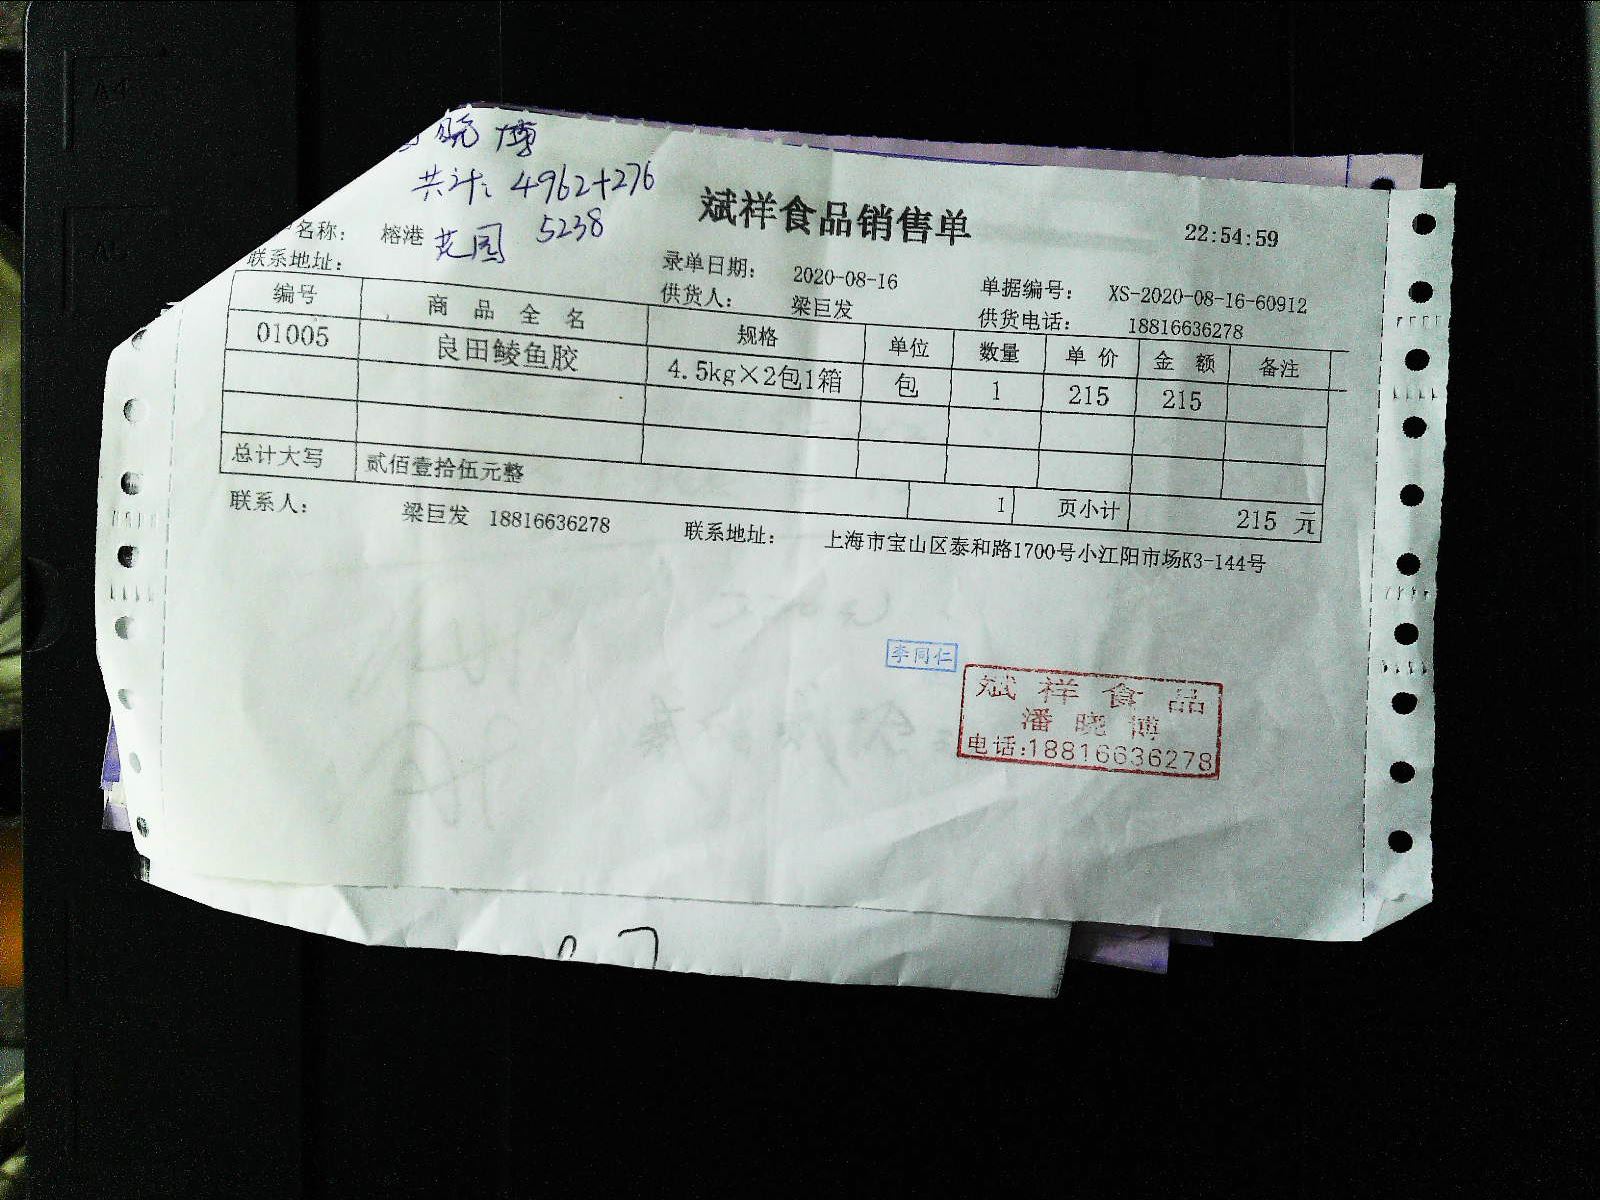 晓博
共计: 4962+276
5238
斌祥食品销售单
22:54:59
名称： 榕港 花园
联系地址：
录单日期： 2020-08-16
单据编号： XS-2020-08-16-60912
供货人： 梁巨发
供货电话： 18816636278
编号 商 品 全 名 规格 单位 数量 单 价 金 额 备注
01005 良田鲮鱼胶 4.5kg×2包1箱 包 1 215 215
总计大写 贰佰壹拾伍元整 1 页小计 215 元
联系人： 梁巨发 18816636278 联系地址： 上海市宝山区泰和路1700号小江阳市场K3-144号
李同仁
斌祥食品
潘晓博
电话:18816636278